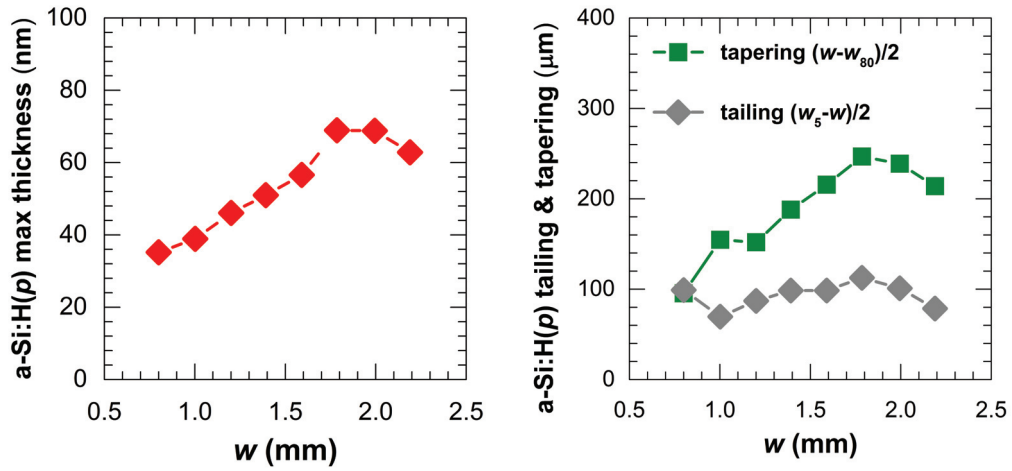 a-Si:H(p) max thickness (nm)
100
80
60
40
20
0
0.5 1.0 1.5 2.0 2.5
w (mm)
a-Si:H(p) tailing & tapering (μm)
400
300
200
100
0
tapering (w-w80)/2
tailing (w5-w)/2
0.5 1.0 1.5 2.0 2.5
w (mm)